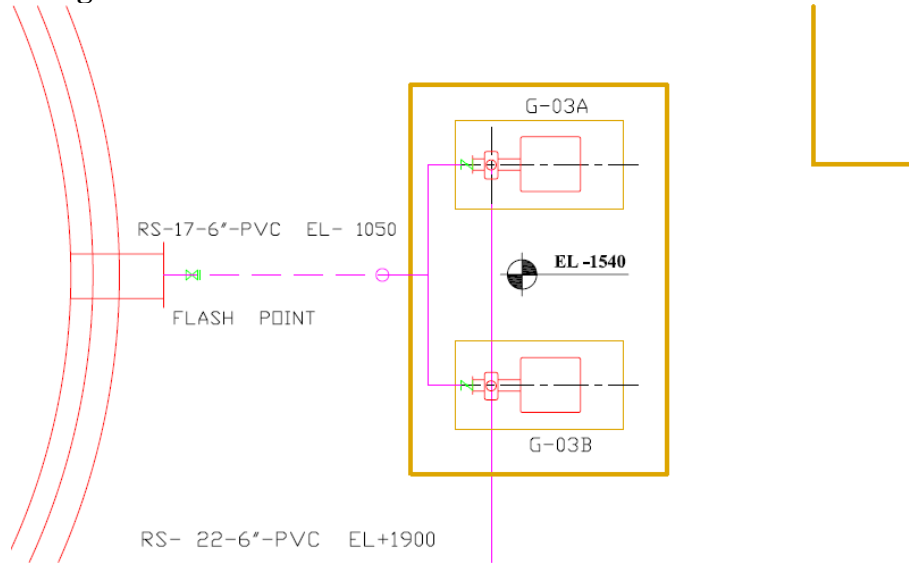 G-03A
RS-17-6"-PVC EL- 1050
EL -1540
FLASH POINT
G-03B
RS- 22-6"-PVC EL+1900